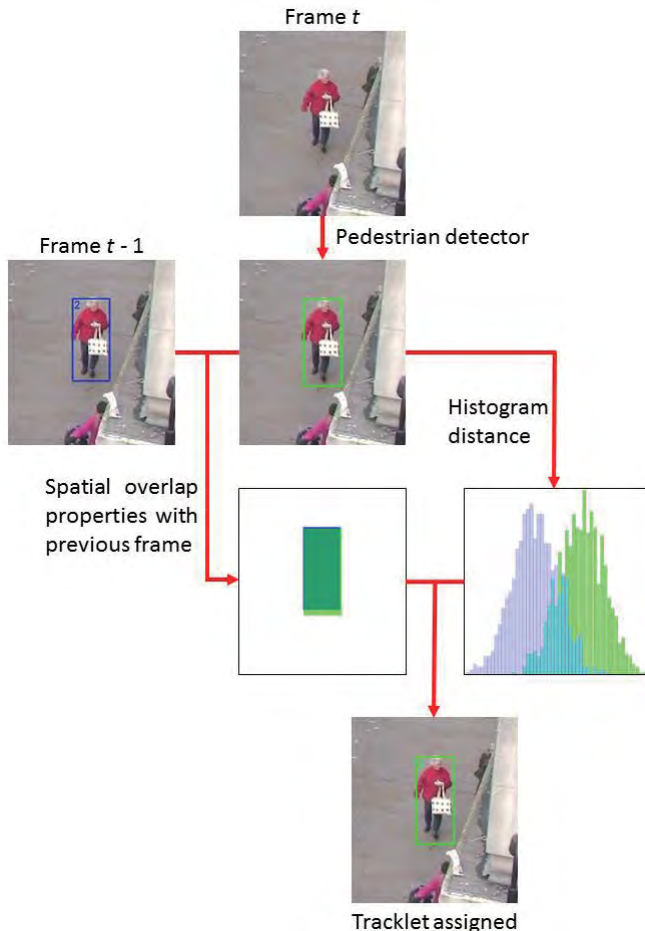 Frame t
Pedestrian detector
Frame t - 1
2
Histogram
distance
Spatial overlap
properties with
previous frame
Tracklet assigned